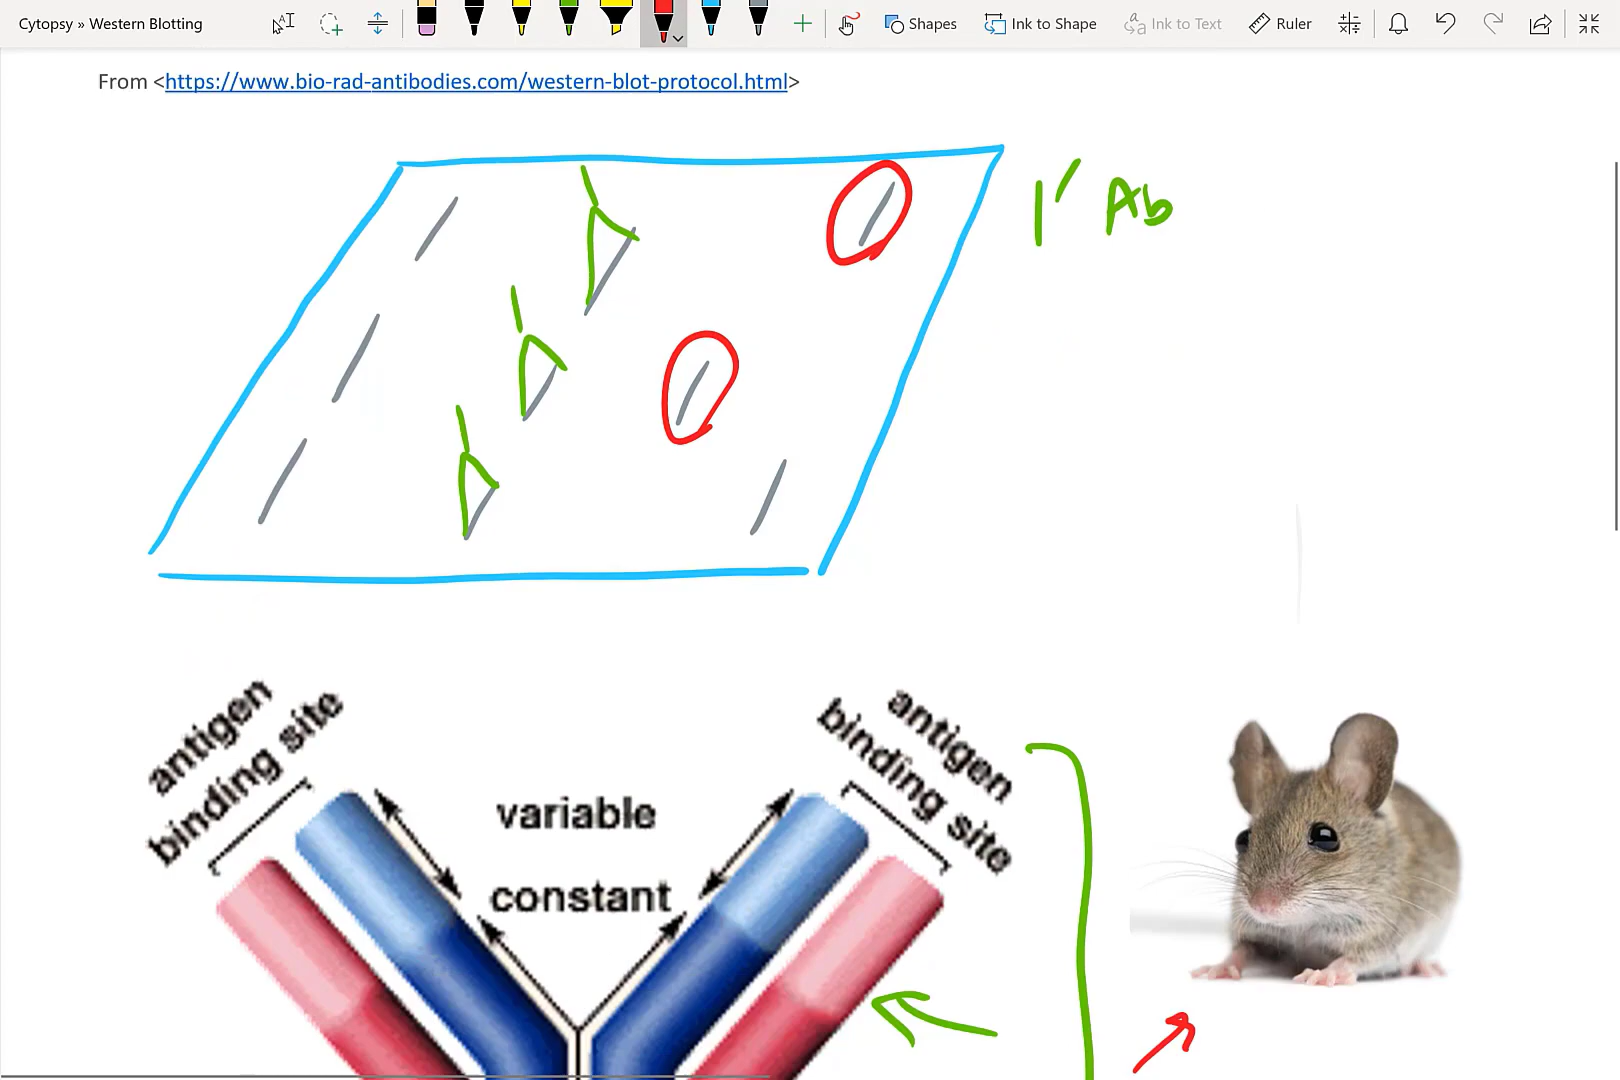 Cytopsy » Western Blotting
Shapes
Ink to Shape
Ink to Text
Ruler
From <https://www.bio-rad-antibodies.com/western-blot-protocol.html>
1' Ab
antigen
binding site
variable
constant
antigen
binding site